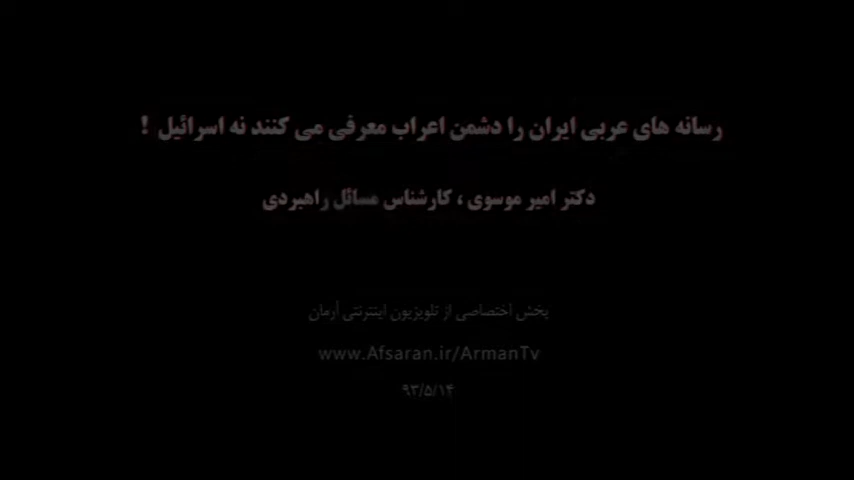 رسانه های عربی ایران را دشمن اعراب معرفی می کنند نه اسرائیل !
دکتر امیر موسوی ، کارشناس مسائل راهبردی
پخش اختصاصی از تلویزیون اینترنتی آرمان
www.Afsaran.ir/ArmanTv
۹۳/۵/۱۴